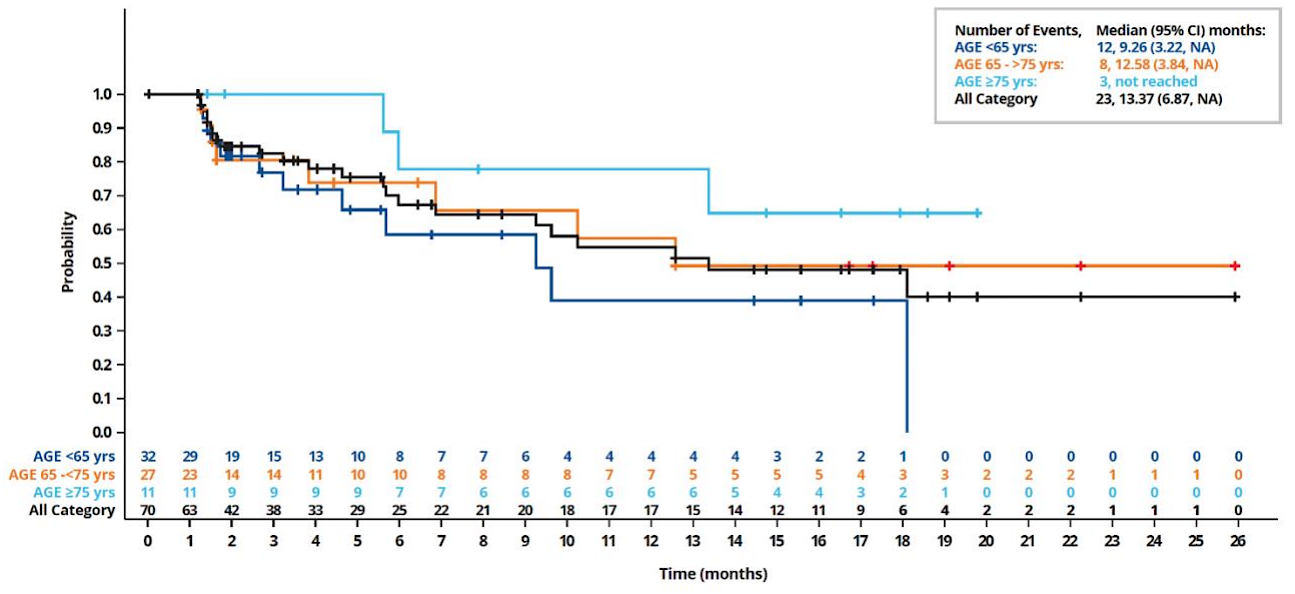 Number of Events, Median (95% CI) months:
AGE <65 yrs: 12, 9.26 (3.22, NA)
AGE 65 - >75 yrs: 8, 12.58 (3.84, NA)
AGE ≥75 yrs: 3, not reached
All Category 23, 13.37 (6.87, NA)
Probability
1.0
0.9
0.8
0.7
0.6
0.5
0.4
0.3
0.2
0.1
0.0
AGE <65 yrs 32 29 19 15 13 10 8 7 7 6 4 4 4 4 4 3 2 2 1 0 0 0 0 0 0 0 0
AGE 65 -<75 yrs 27 23 14 14 11 10 10 8 8 8 8 7 7 5 5 5 5 4 3 3 2 2 2 1 1 1 0
AGE ≥75 yrs 11 11 9 9 9 9 7 7 6 6 6 6 6 6 5 4 4 3 2 1 0 0 0 0 0 0 0
All Category 70 63 42 38 33 29 25 22 21 20 18 17 17 15 14 12 11 9 6 4 2 2 2 1 1 1 0
0 1 2 3 4 5 6 7 8 9 10 11 12 13 14 15 16 17 18 19 20 21 22 23 24 25 26
Time (months)